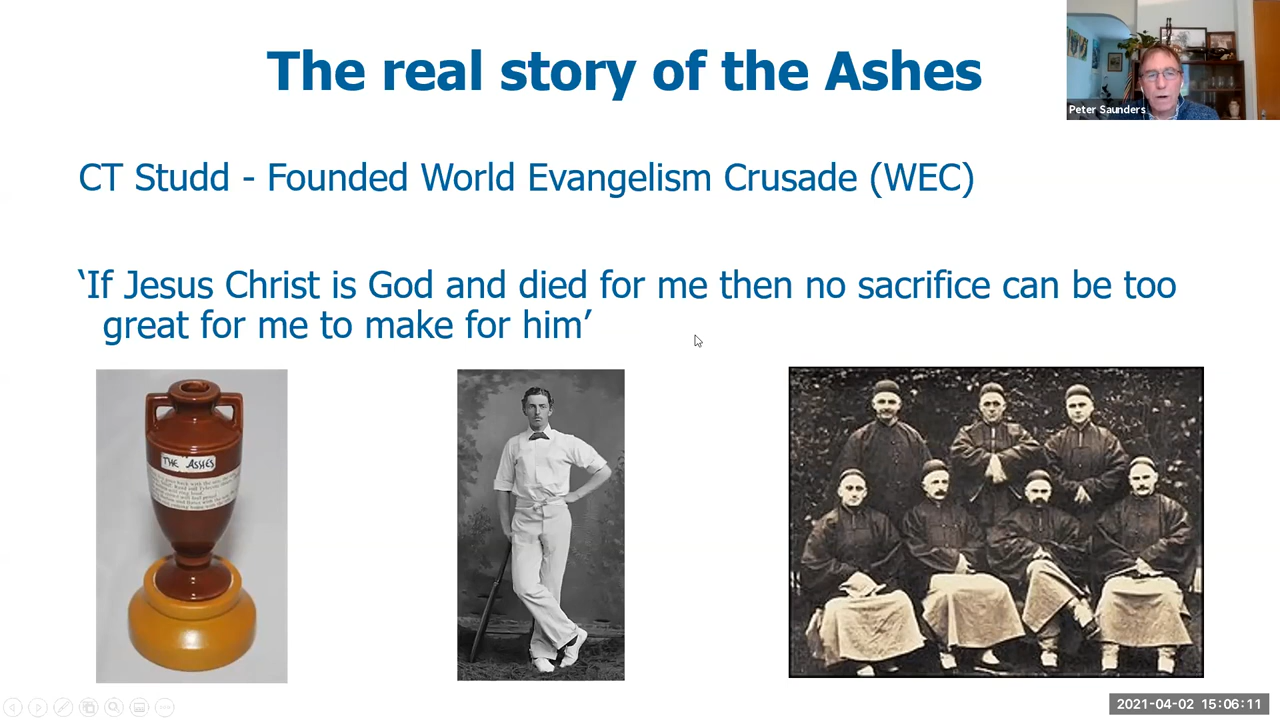 The real story of the Ashes
Peter Saunders
CT Studd - Founded World Evangelism Crusade (WEC)
‘If Jesus Christ is God and died for me then no sacrifice can be too
great for me to make for him’
THE ASHES
2021-04-02 15:06:11